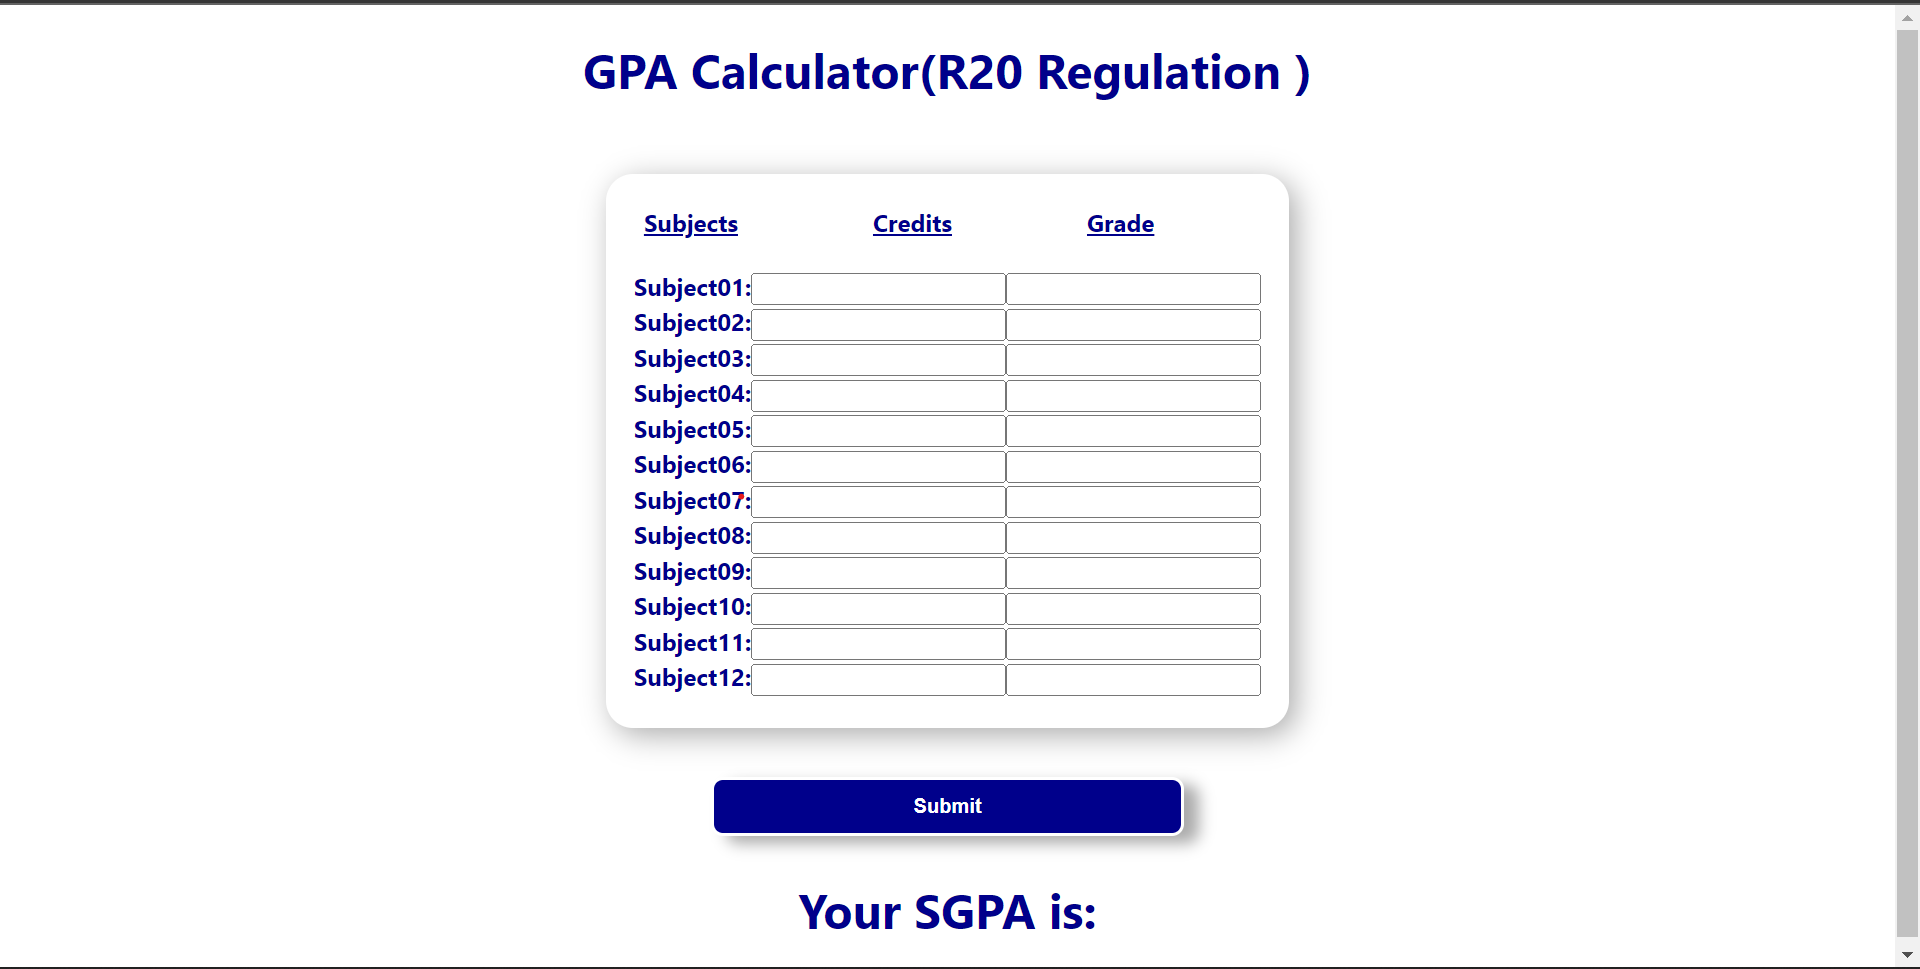 GPA Calculator(R20 Regulation )
Subjects Credits Grade
Subject01:
Subject02:
Subject03:
Subject04:
Subject05:
Subject06:
Subject07:
Subject08:
Subject09:
Subject10:
Subject11:
Subject12:
Submit
Your SGPA is: